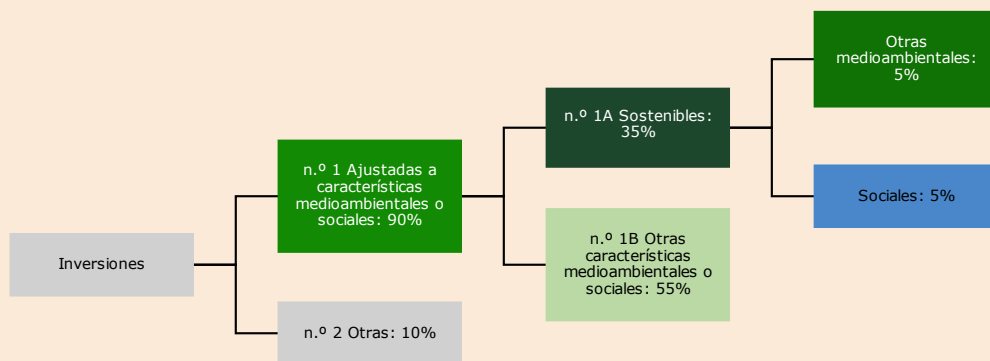 Inversiones
n.º 1 Ajustadas a
características
medioambientales o
sociales: 90%
n.º 2 Otras: 10%
n.º 1A Sostenibles:
35%
n.º 1B Otras
características
medioambientales o
sociales: 55%
Otras
medioambientales:
5%
Sociales: 5%